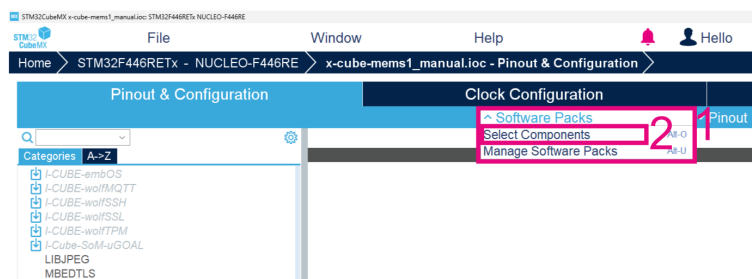 STM32CubeMX x-cube-mems1_manual.ioc: STM32F446RETx NUCLEO-F446RE
STM32 CubeMX File Window Help Hello
Home STM32F446RETx - NUCLEO-F446RE x-cube-mems1_manual.ioc - Pinout & Configuration
Pinout & Configuration Clock Configuration
Software Packs Pinout
1
Select Components Alt-O
2
Manage Software Packs Alt-U
Categories A->Z
I-CUBE-embOS
I-CUBE-wolfMQTT
I-CUBE-wolfSSH
I-CUBE-wolfSSL
I-CUBE-wolfTPM
I-Cube-SoM-uGOAL
LIBJPEG
MBEDTLS